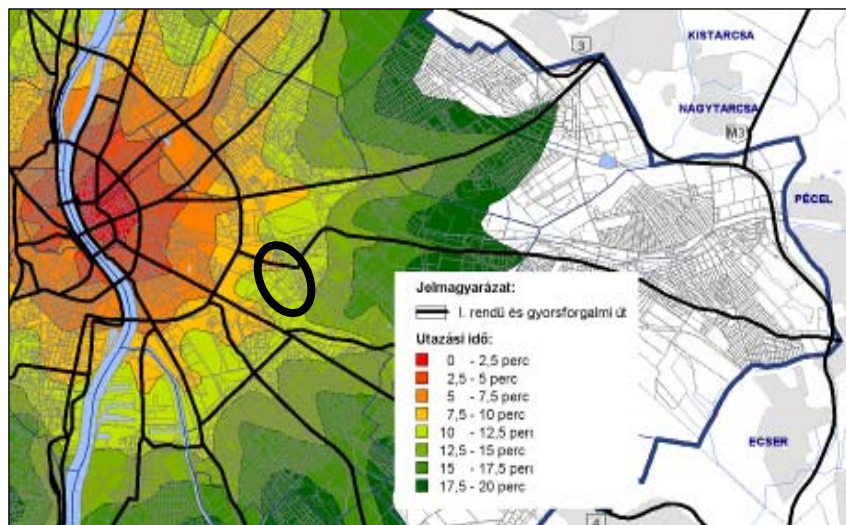 KISTARCSA
3
NAGYTARCSA
M3
PÉCEL
Jelmagyarázat:
I. rendű és gyorsforgalmi út
Utazási idő:
0 - 2,5 perc
2,5 - 5 perc
5 - 7,5 perc
7,5 - 10 perc
10 - 12,5 perc
12,5 - 15 perc
15 - 17,5 perc
17,5 - 20 perc
ECSER
4